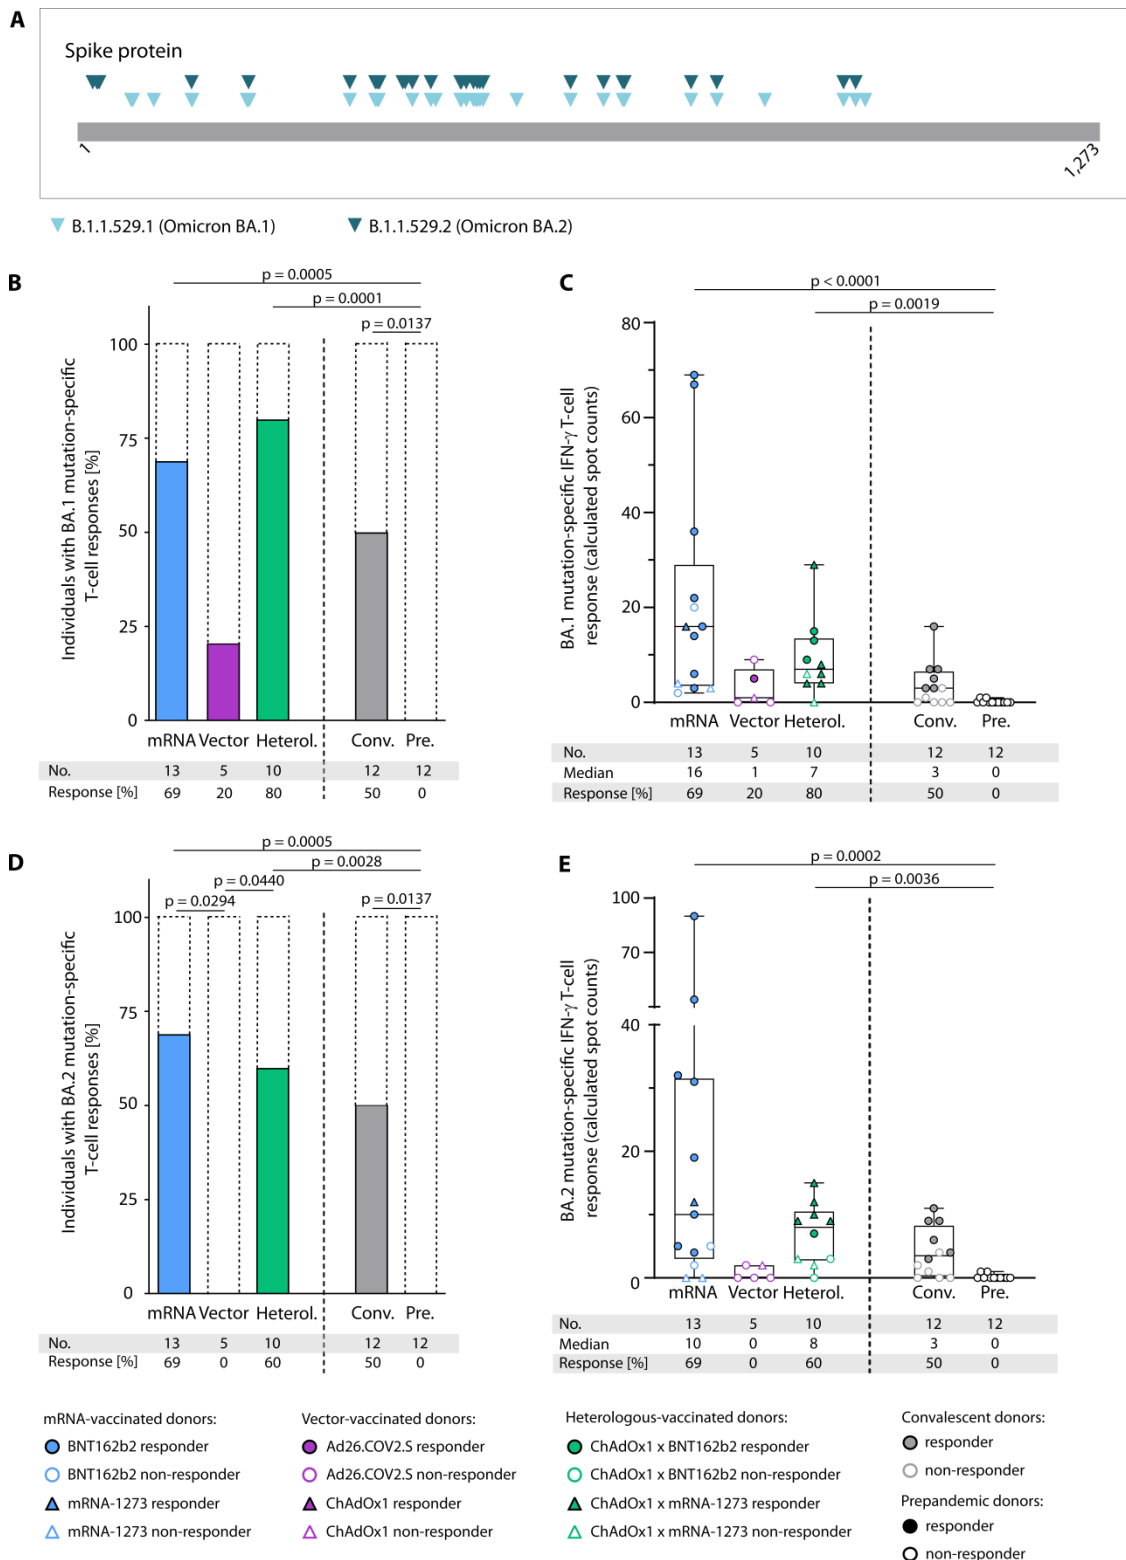 A
Spike protein
1
1,273
B.1.1.529.1 (Omicron BA.1)
B.1.1.529.2 (Omicron BA.2)
B
p = 0.0005
p = 0.0001
p = 0.0137
Individuals with BA.1 mutation-specific
T-cell responses [%]
100
75
50
25
0
mRNA Vector Heterol. Conv. Pre.
No. 13 5 10 12 12
Response [%] 69 20 80 50 0
C
p < 0.0001
p = 0.0019
BA.1 mutation-specific IFN-γ T-cell
response (calculated spot counts)
80
60
40
20
0
mRNA Vector Heterol. Conv. Pre.
No. 13 5 10 12 12
Median 16 1 7 3 0
Response [%] 69 20 80 50 0
D
p = 0.0005
p = 0.0028
p = 0.0440
p = 0.0294
p = 0.0137
Individuals with BA.2 mutation-specific
T-cell responses [%]
100
75
50
25
0
mRNA Vector Heterol. Conv. Pre.
No. 13 5 10 12 12
Response [%] 69 0 60 50 0
E
p = 0.0002
p = 0.0036
BA.2 mutation-specific IFN-γ T-cell
response (calculated spot counts)
100
70
40
20
0
mRNA Vector Heterol. Conv. Pre.
No. 13 5 10 12 12
Median 10 0 8 3 0
Response [%] 69 0 60 50 0
mRNA-vaccinated donors:
BNT162b2 responder
BNT162b2 non-responder
mRNA-1273 responder
mRNA-1273 non-responder
Vector-vaccinated donors:
Ad26.COV2.S responder
Ad26.COV2.S non-responder
ChAdOx1 responder
ChAdOx1 non-responder
Heterologous-vaccinated donors:
ChAdOx1 x BNT162b2 responder
ChAdOx1 x BNT162b2 non-responder
ChAdOx1 x mRNA-1273 responder
ChAdOx1 x mRNA-1273 non-responder
Convalescent donors:
responder
non-responder
Prepandemic donors:
responder
non-responder